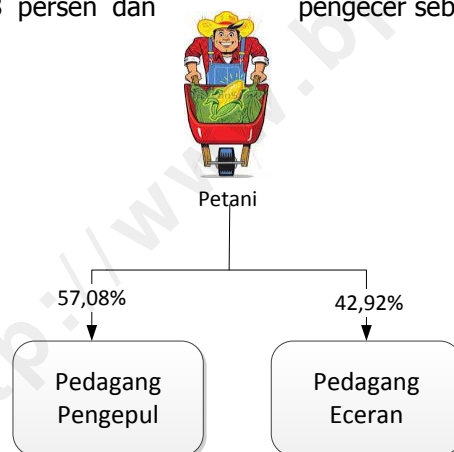 persen dan pengecer seb
Petani
57,08%
42,92%
Pedagang
Pengepul
Pedagang
Eceran